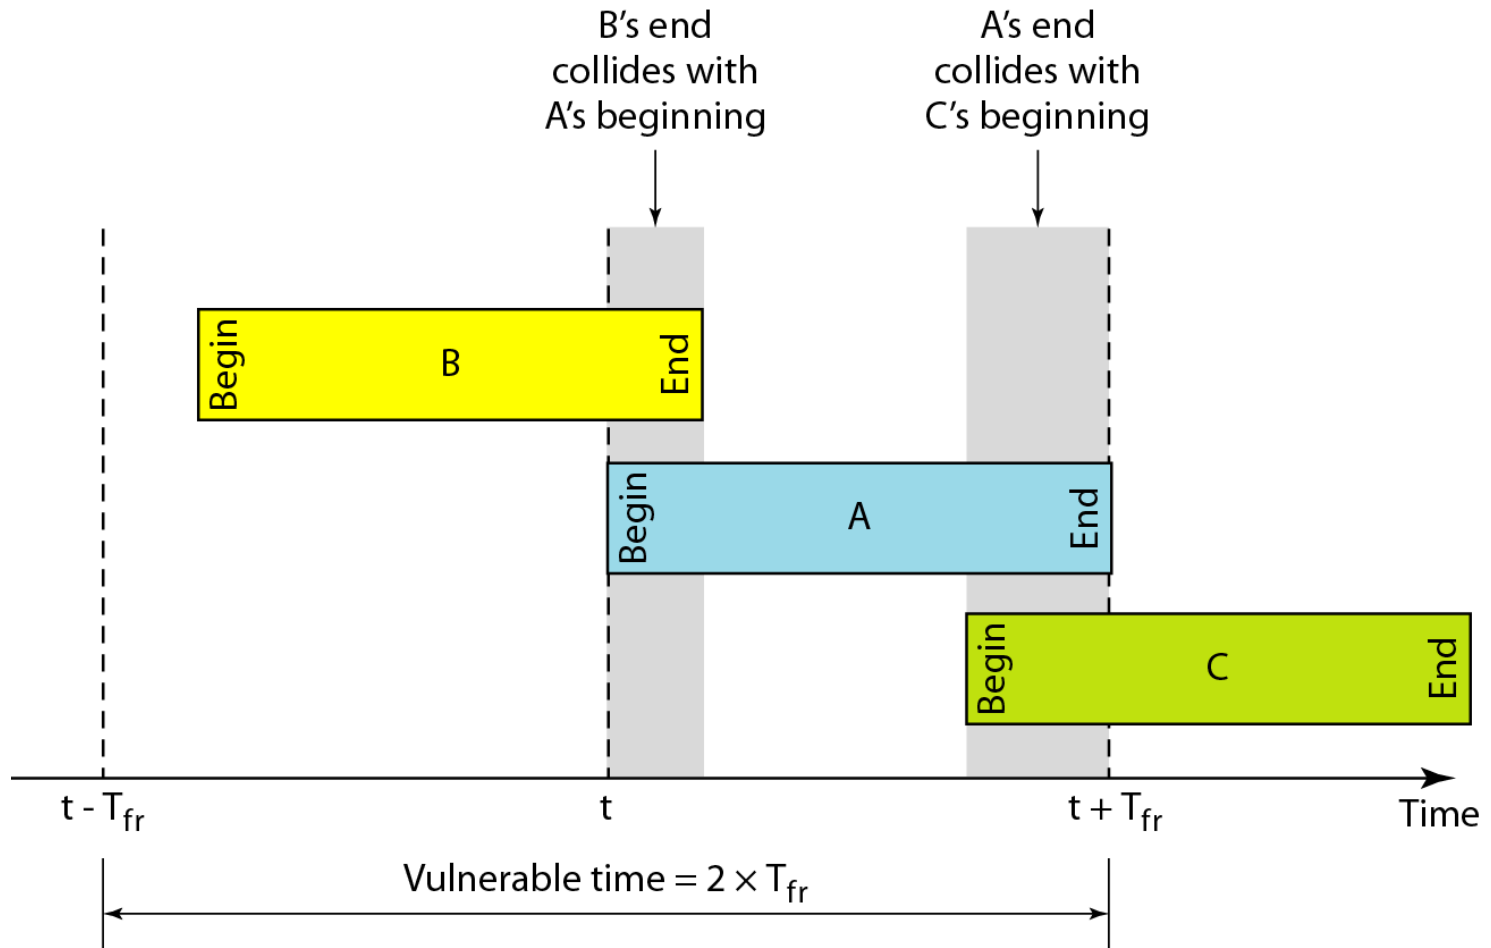 B’s end
collides with
A’s beginning
A’s end
collides with
C’s beginning
Begin
B
End
Begin
A
End
Begin
C
End
t - Tfr
t
t + Tfr
Time
Vulnerable time = 2 × Tfr